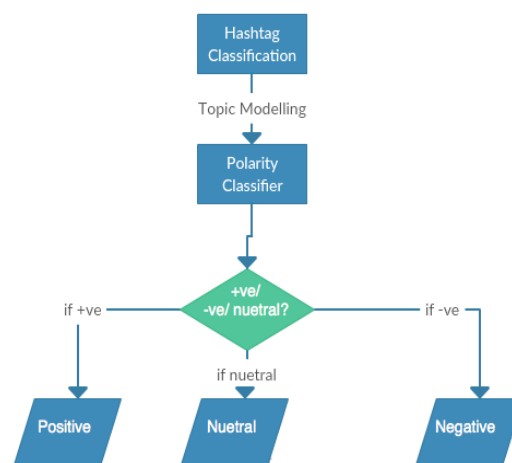 Hashtag
Classification
Topic Modelling
Polarity
Classifier
+ve/
-ve/ nuetral?
if +ve
if -ve
if nuetral
Positive
Nuetral
Negative